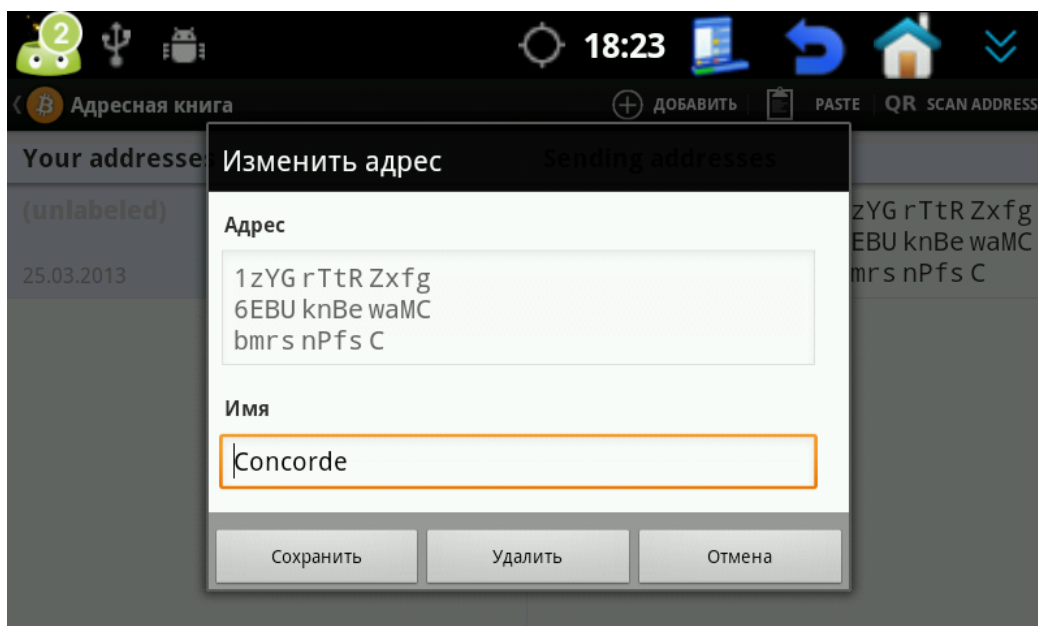 2
18:23
Адресная книга
ДОБАВИТЬ
PASTE
QR SCAN ADDRESS
Your addresses
Sending addresses
(unlabeled)
25.03.2013
zYG rTtR Zxfg
EBU knBe waMC
mrs nPfs C
Изменить адрес
Адрес
1zYG rTtR Zxfg
6EBU knBe waMC
bmrs nPfs C
Имя
Concorde
Сохранить
Удалить
Отмена